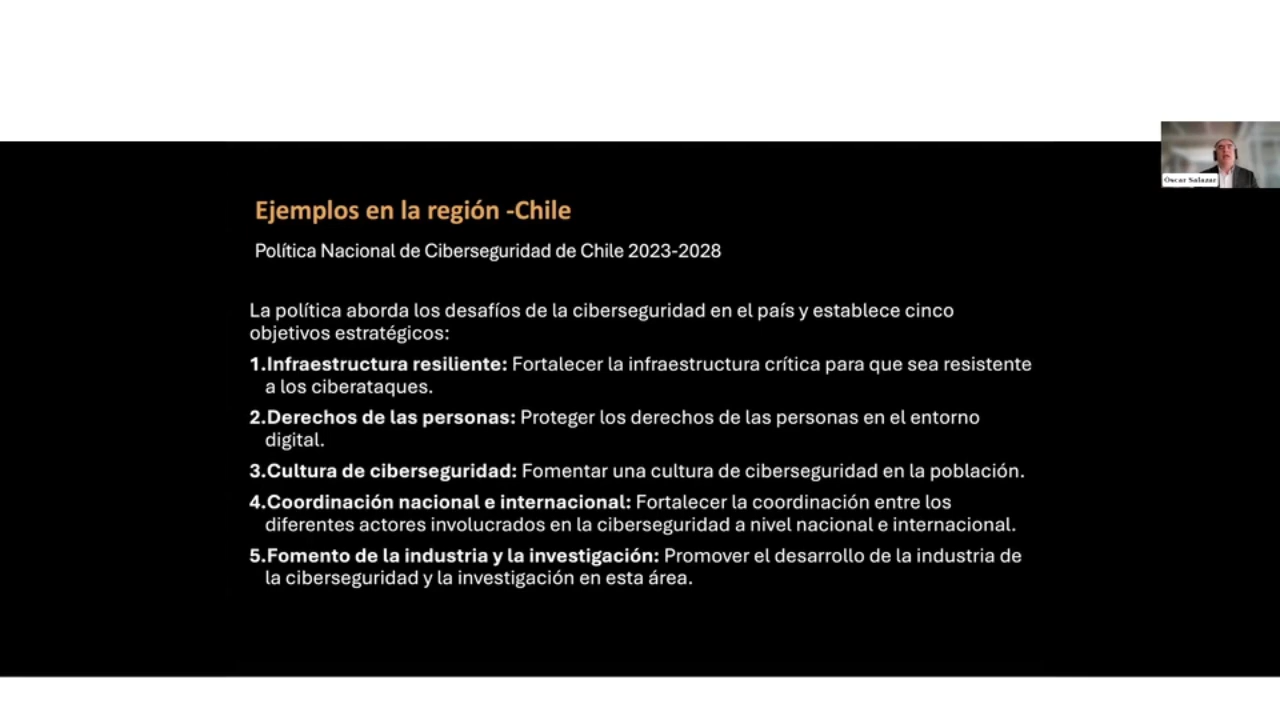 Óscar Salazar
Ejemplos en la región -Chile
Política Nacional de Ciberseguridad de Chile 2023-2028
La política aborda los desafíos de la ciberseguridad en el país y establece cinco
objetivos estratégicos:
1.Infraestructura resiliente: Fortalecer la infraestructura crítica para que sea resistente
a los ciberataques.
2.Derechos de las personas: Proteger los derechos de las personas en el entorno
digital.
3.Cultura de ciberseguridad: Fomentar una cultura de ciberseguridad en la población.
4.Coordinación nacional e internacional: Fortalecer la coordinación entre los
diferentes actores involucrados en la ciberseguridad a nivel nacional e internacional.
5.Fomento de la industria y la investigación: Promover el desarrollo de la industria de
la ciberseguridad y la investigación en esta área.